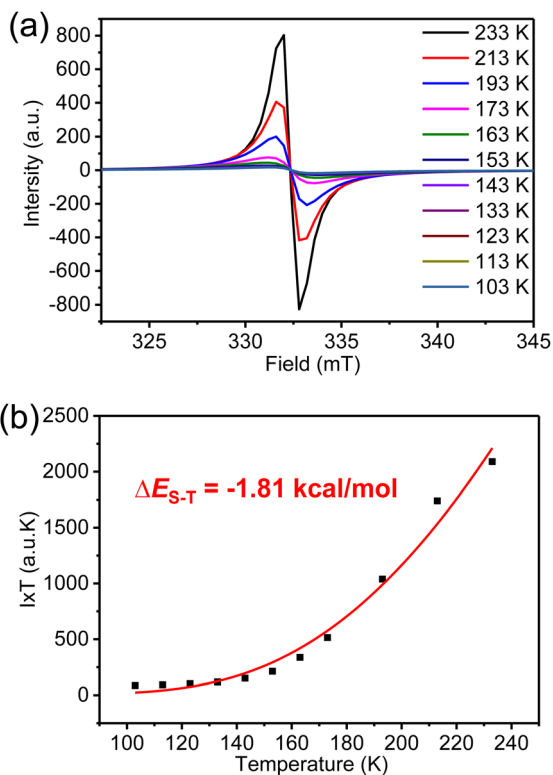 (a)
800
600
400
200
0
-200
-400
-600
-800
Intersity (a.u.)
233 K
213 K
193 K
173 K
163 K
153 K
143 K
133 K
123 K
113 K
103 K
325 330 335 340 345
Field (mT)
(b)
2500
2000
1500
1000
500
0
IxT (a.u.K)
ΔE_S-T = -1.81 kcal/mol
100 120 140 160 180 200 220 240
Temperature (K)